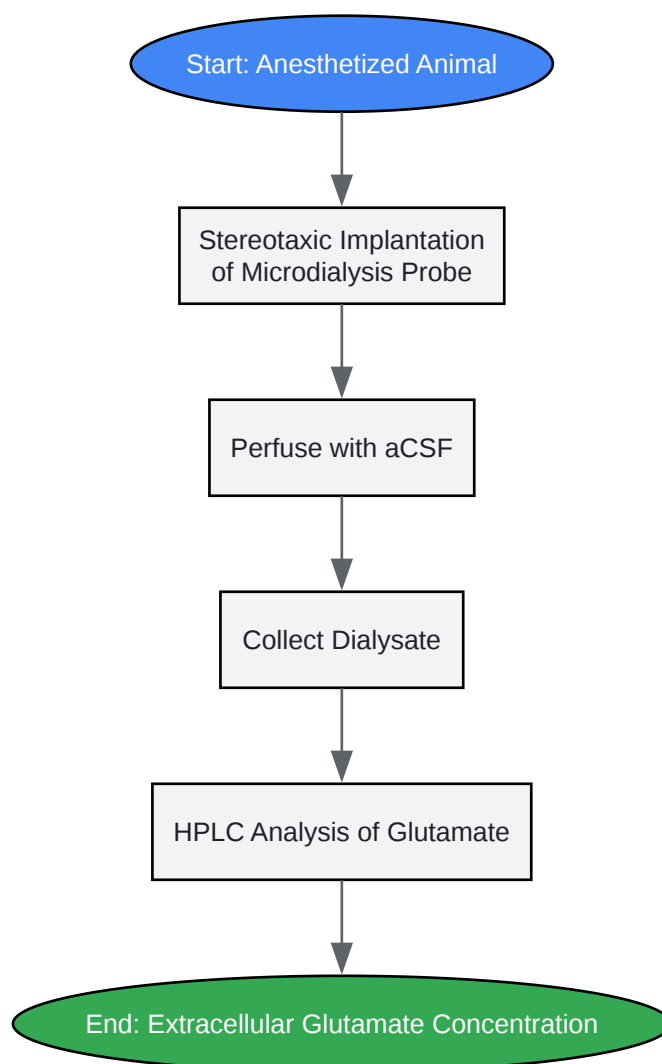 Start: Anesthetized Animal
Stereotaxic Implantation
of Microdialysis Probe
Perfuse with aCSF
Collect Dialysate
HPLC Analysis of Glutamate
End: Extracellular Glutamate Concentration